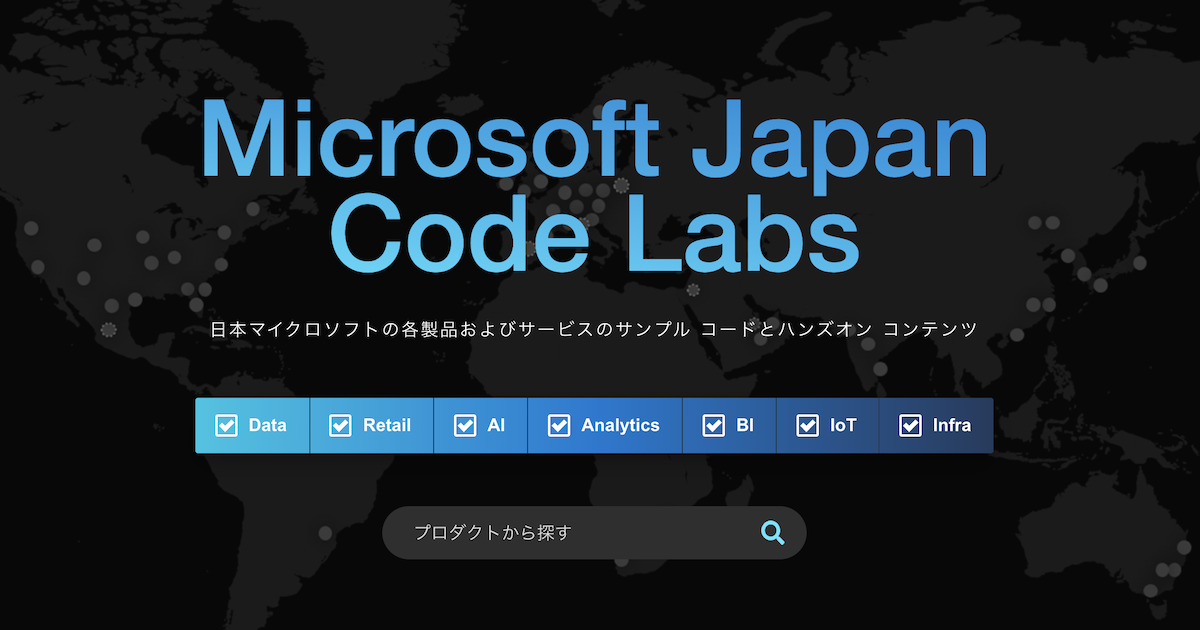 Microsoft Japan
Code Labs
日本マイクロソフトの各製品およびサービスのサンプル コードとハンズオン コンテンツ
Data Retail AI Analytics BI IoT Infra
プロダクトから探す